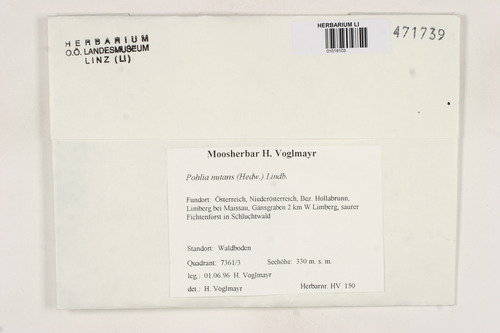 HERBARIUM
O.Ö. LANDESMUSEUM
LINZ (LI)
HERBARIUM LI
01018103
471739
Moosherbar H. Voglmayr
Pohlia nutans (Hedw.) Lindb.
Fundort: Österreich, Niederösterreich, Bez. Hollabrunn,
Limberg bei Maissau, Gänsgraben 2 km W Limberg, saurer
Fichtenforst in Schluchtwald
Standort: Waldboden
Quadrant: 7361/3 Seehöhe: 330 m. s. m.
leg.: 01.06.96 H. Voglmayr
det.: H. Voglmayr Herbarnr. HV 150